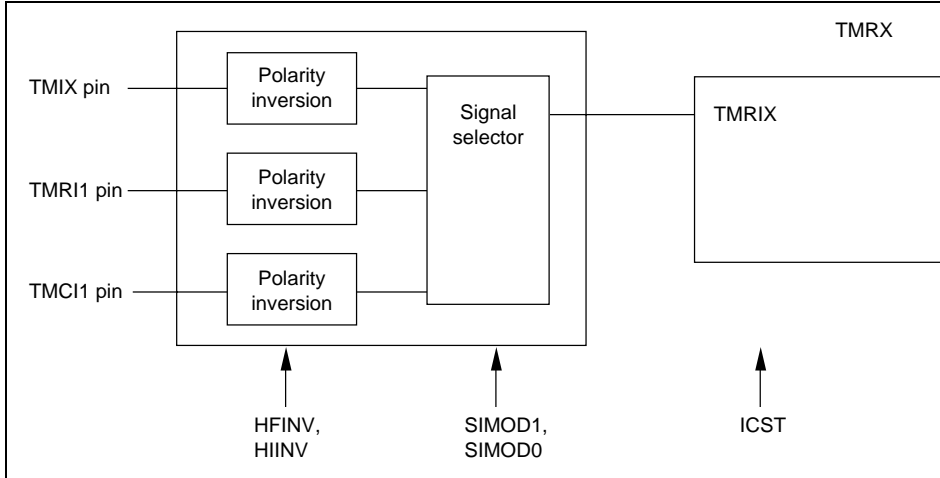 TMRX
TMIX pin
Polarity
inversion
Signal
selector
TMRIX
TMRI1 pin
Polarity
inversion
TMCI1 pin
Polarity
inversion
HFINV,
HIINV
SIMOD1,
SIMOD0
ICST